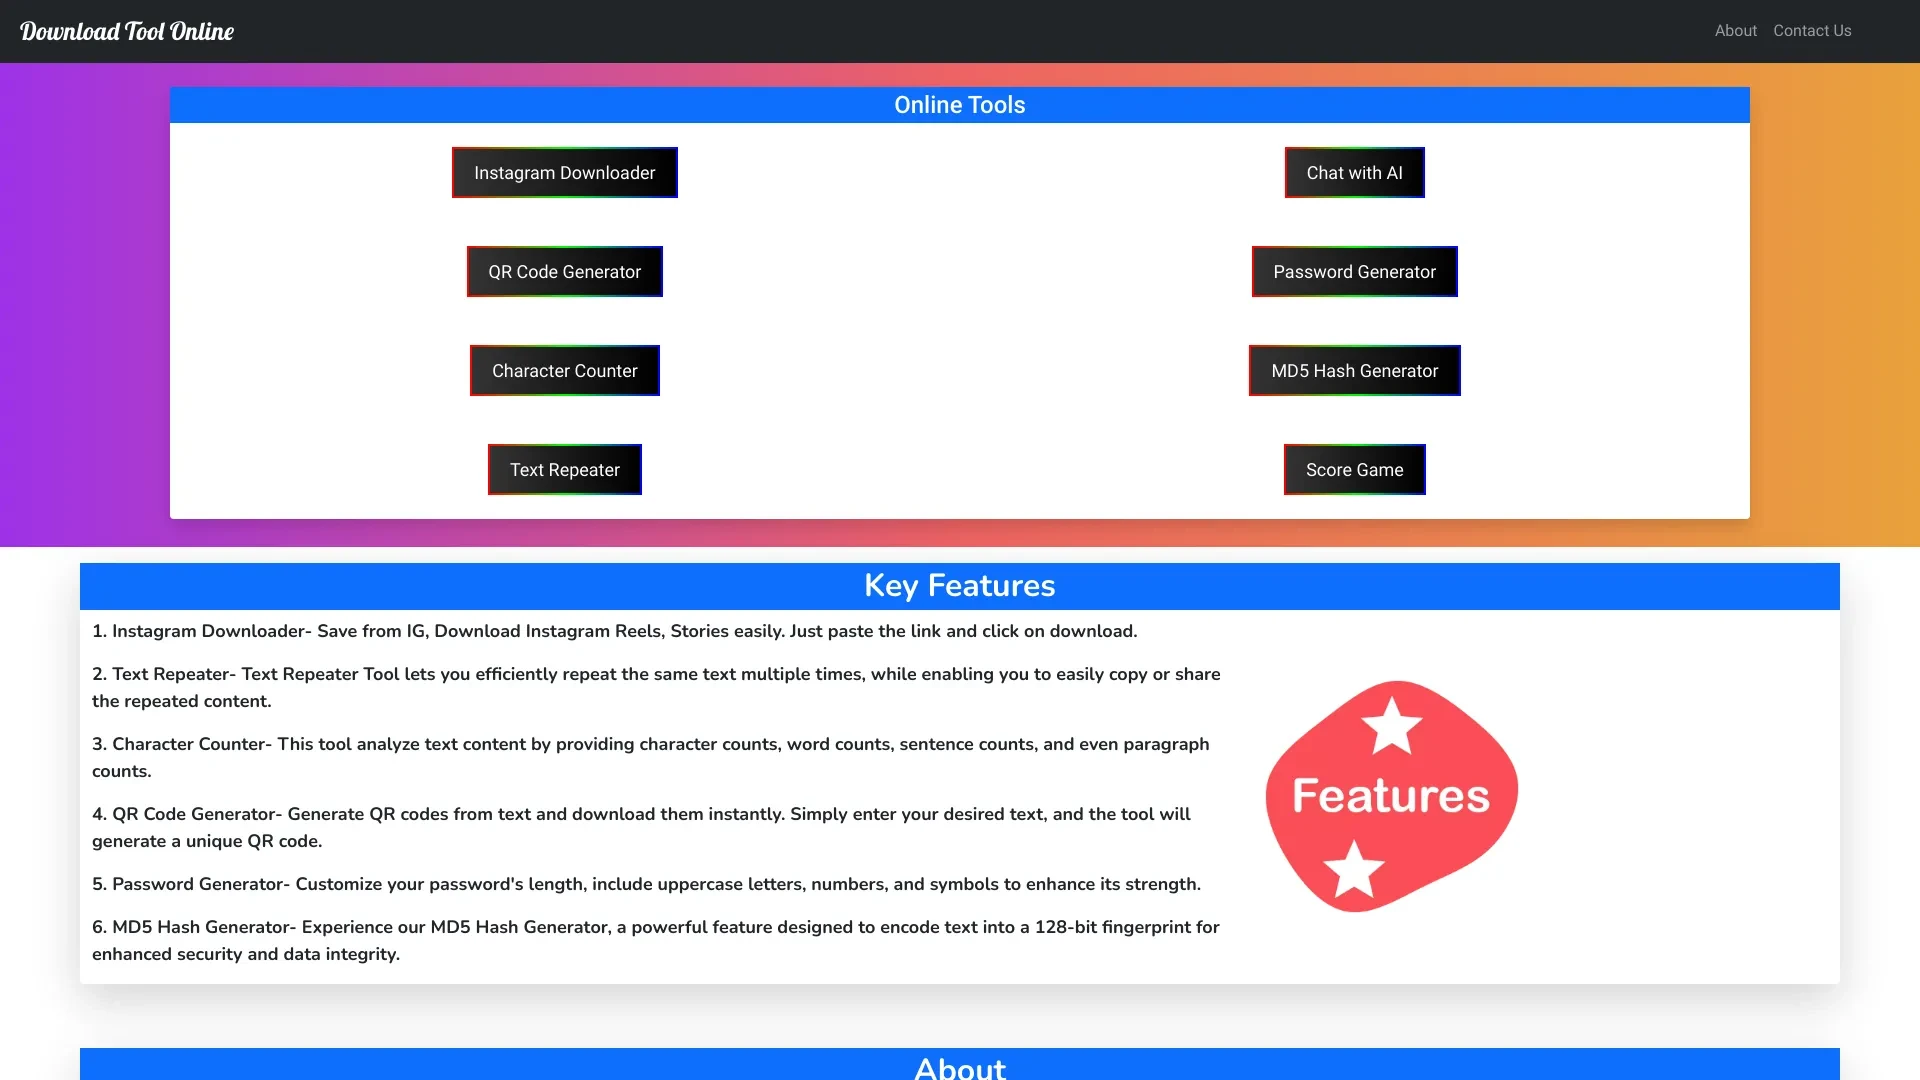 Download Tool Online
About
Contact Us
Online Tools
Instagram Downloader
Chat with AI
QR Code Generator
Password Generator
Character Counter
MD5 Hash Generator
Text Repeater
Score Game
Key Features
1. Instagram Downloader- Save from IG, Download Instagram Reels, Stories easily. Just paste the link and click on download.
2. Text Repeater- Text Repeater Tool lets you efficiently repeat the same text multiple times, while enabling you to easily copy or share
the repeated content.
3. Character Counter- This tool analyze text content by providing character counts, word counts, sentence counts, and even paragraph
counts.
4. QR Code Generator- Generate QR codes from text and download them instantly. Simply enter your desired text, and the tool will
generate a unique QR code.
5. Password Generator- Customize your password's length, include uppercase letters, numbers, and symbols to enhance its strength.
6. MD5 Hash Generator- Experience our MD5 Hash Generator, a powerful feature designed to encode text into a 128-bit fingerprint for
enhanced security and data integrity.
Features
About